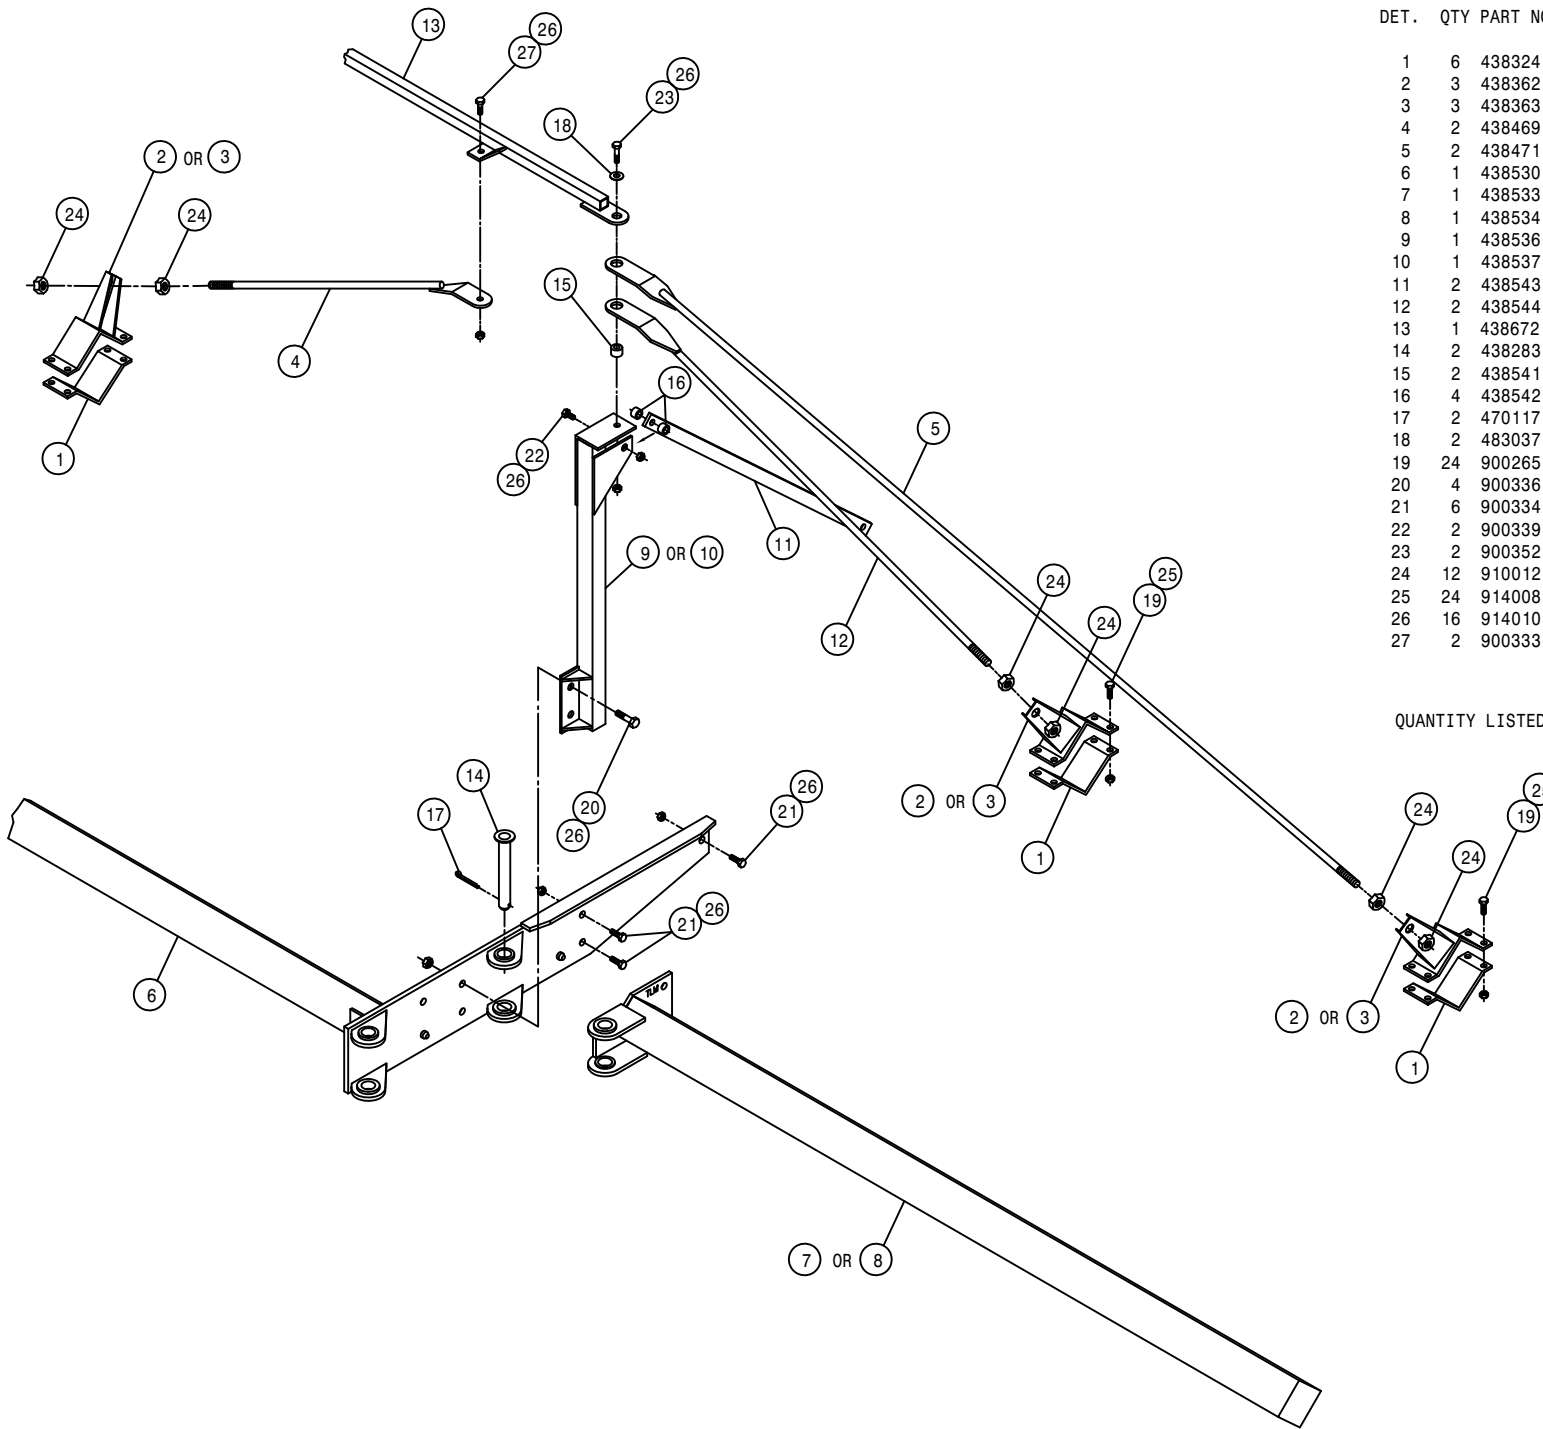 DET. QTY PART NO
1 6 438324
2 3 438362
3 3 438363
4 2 438469
5 2 438471
6 1 438530
7 1 438533
8 1 438534
9 1 438536
10 1 438537
11 2 438543
12 2 438544
13 1 438672
14 2 438283
15 2 438541
16 4 438542
17 2 470117
18 2 483037
19 24 900265
20 4 900336
21 6 900334
22 2 900339
23 2 900352
24 12 910012
25 24 914008
26 16 914010
27 2 900333
QUANTITY LISTED
13
26
27
26
23
18
2 OR 3
24
24
15
4
16
1
5
22
26
11
9 OR 10
25
19
24
24
12
14
26
21
20
26
17
2 OR 3
1
25
19
24
24
26
21
6
TLM
2 OR 3
1
7 OR 8